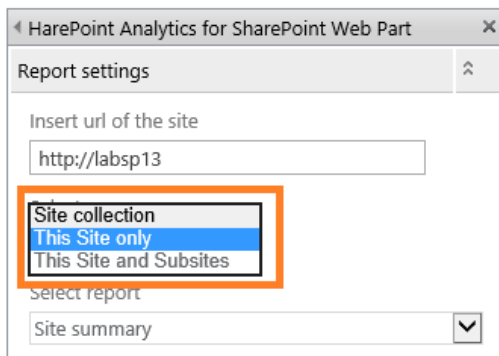 HarePoint Analytics for SharePoint Web Part
Report settings
Insert url of the site
http://labsp13
Site collection
This Site only
This Site and Subsites
Select report
Site summary